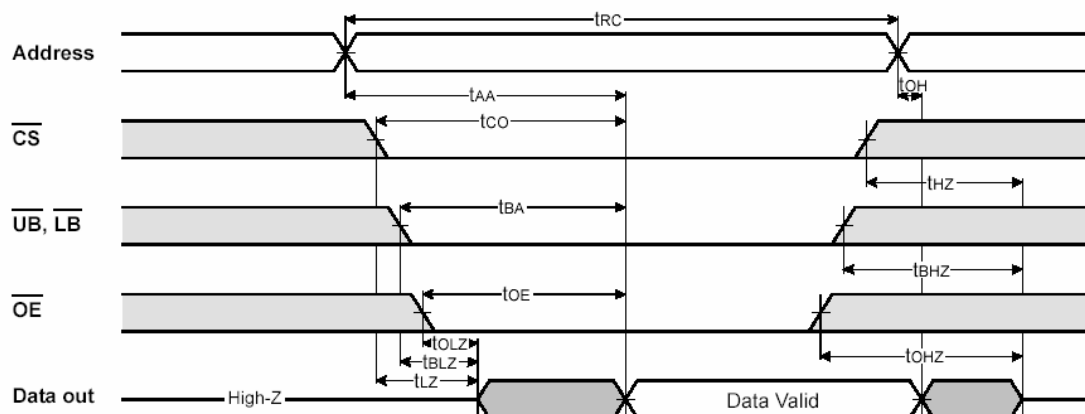 tRC
Address
tOH
tAA
tCO
CS
tHZ
tBA
UB, LB
tBHZ
tOE
OE
tOLZ
tOHZ
tBLZ
tLZ
Data out
High-Z
Data Valid